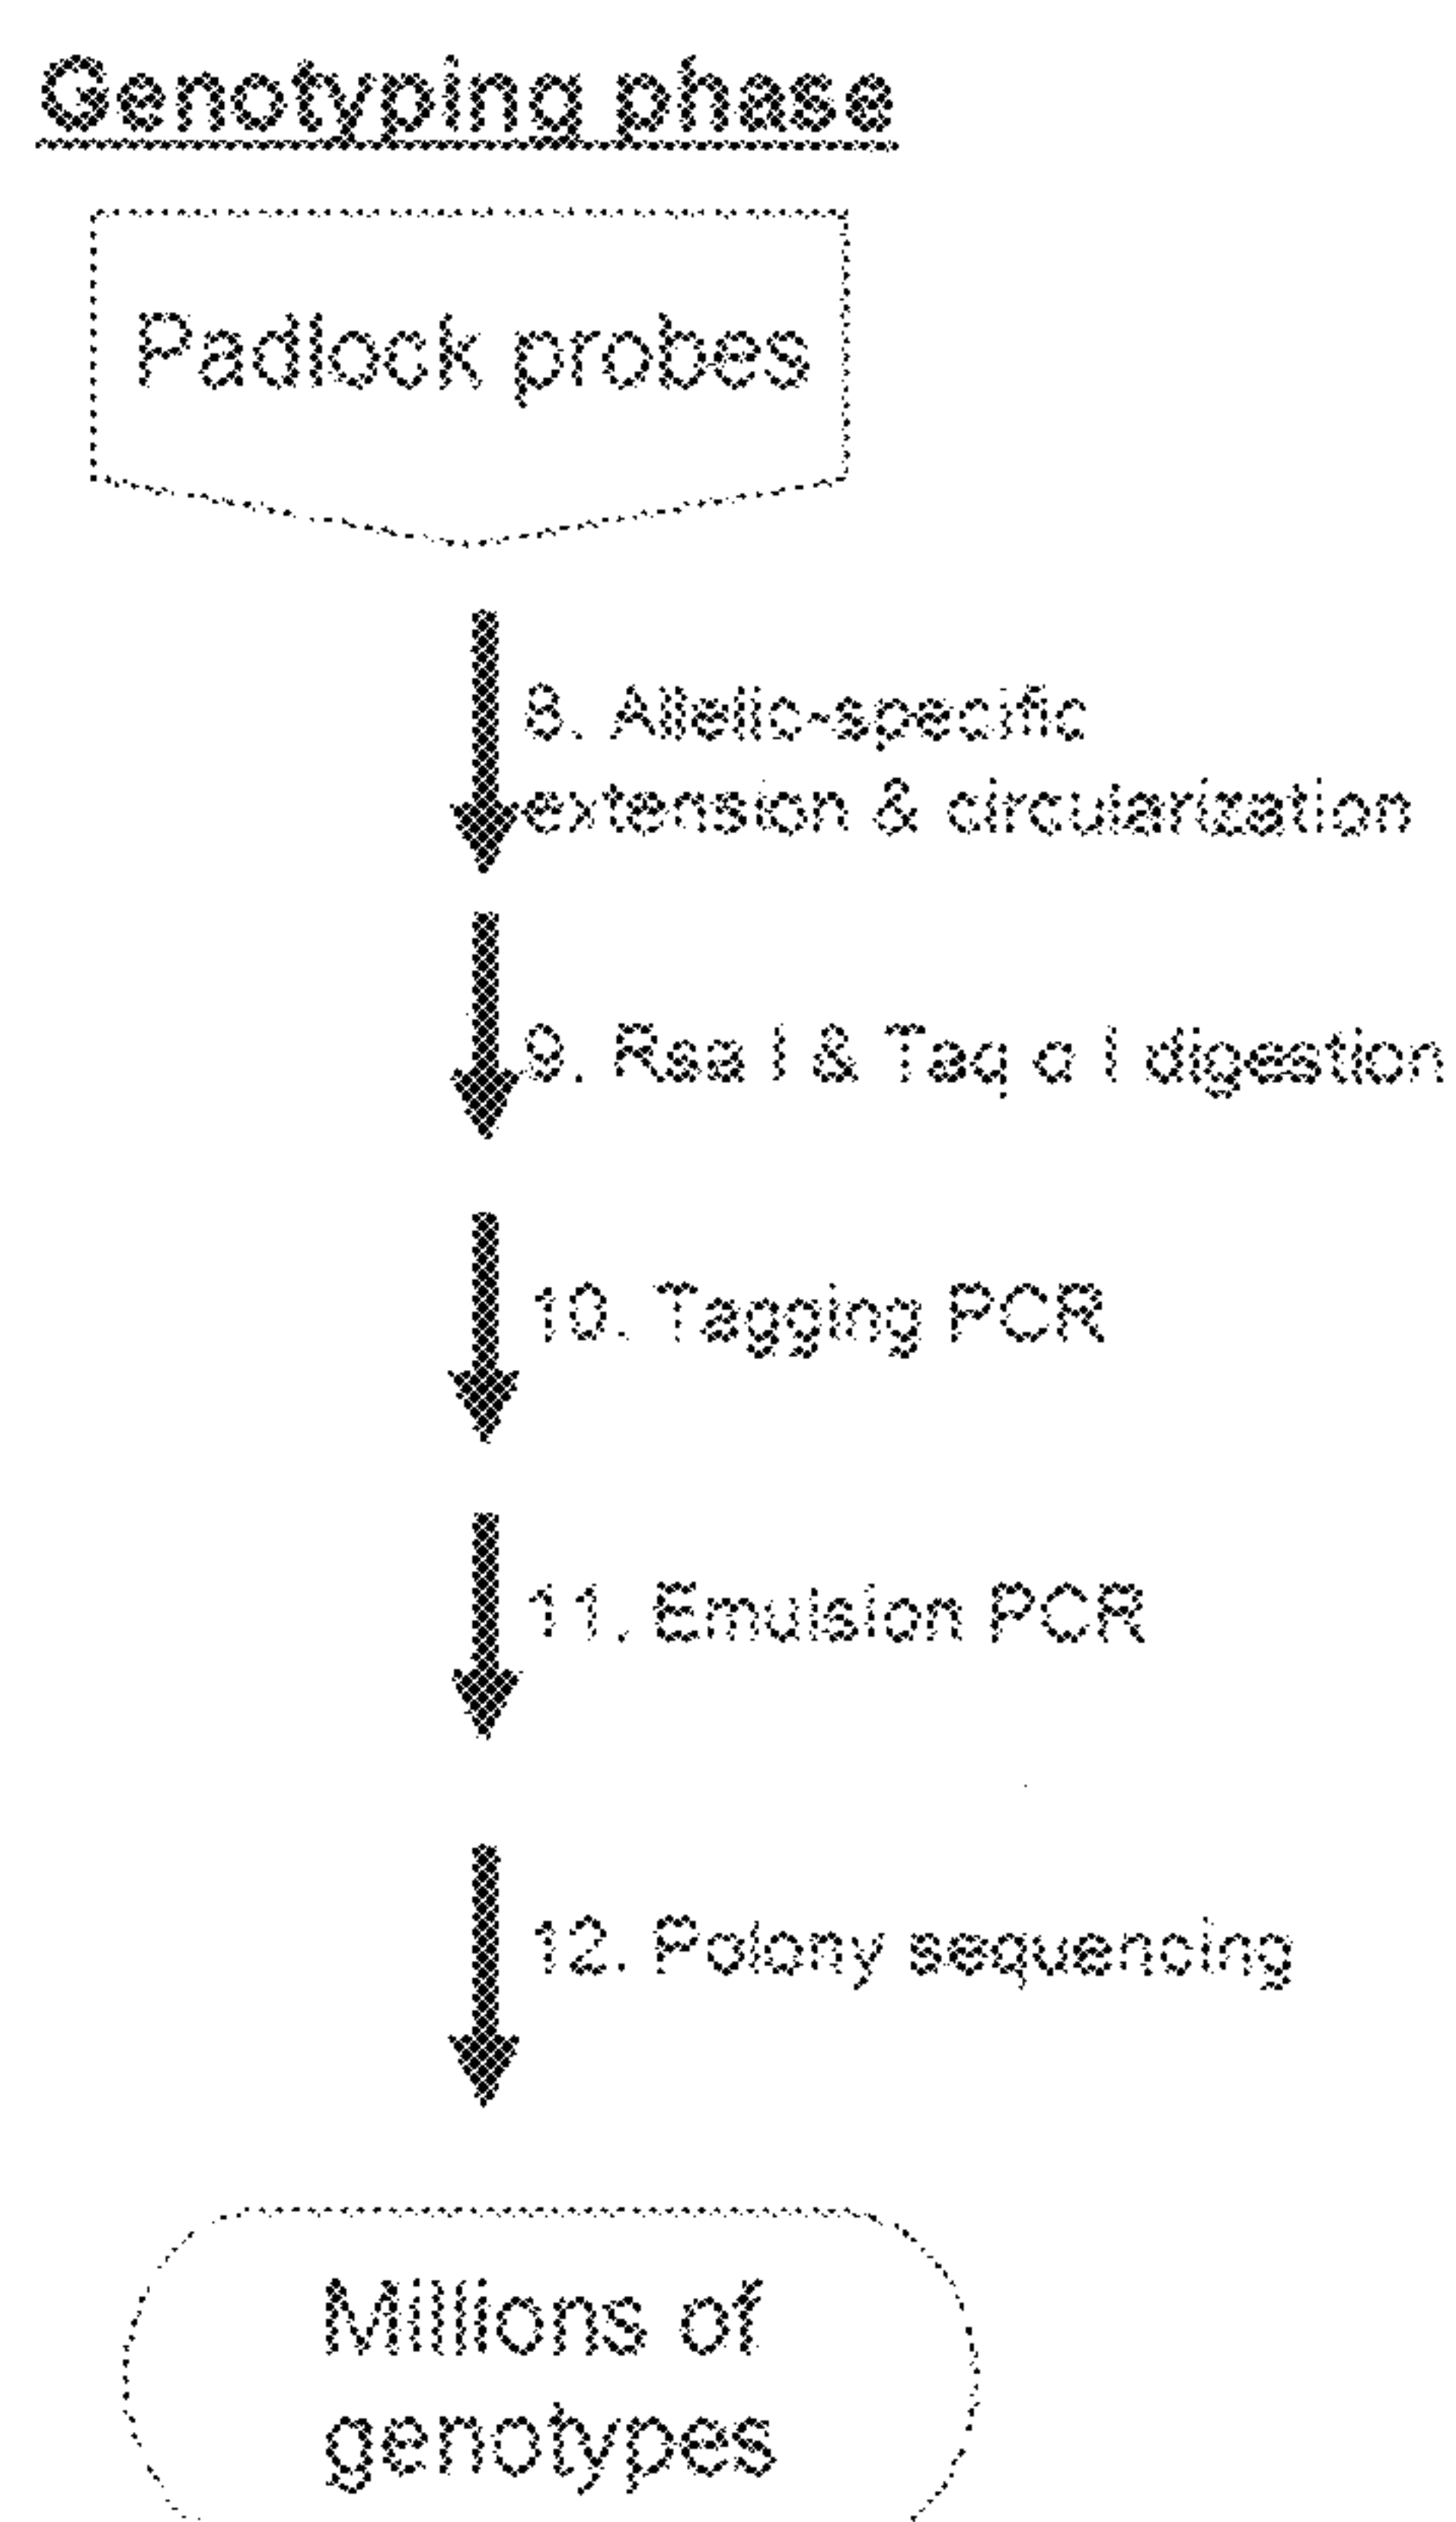 Genotyping phase
Padlock probes
8. Allelic-specific
extension & circularization
9. Rsa I & Taq α I digestion
10. Tagging PCR
11. Emulsion PCR
12. Polony sequencing
Millions of
genotypes